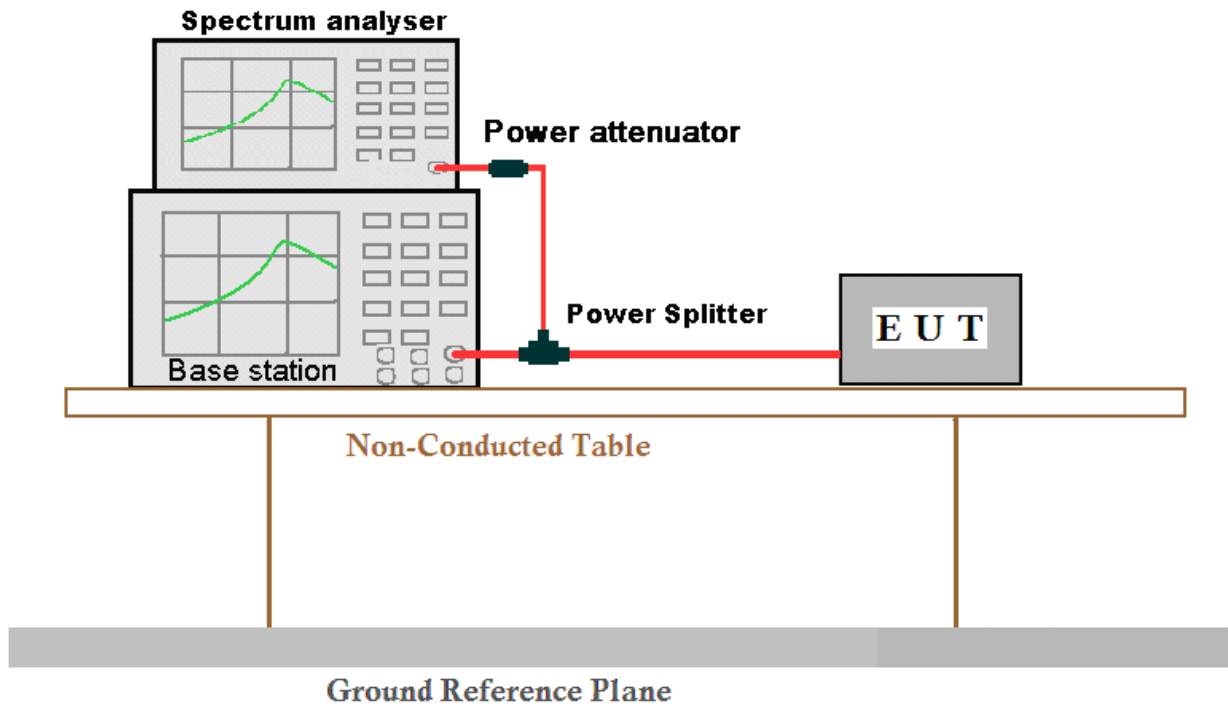 Spectrum analyser
Power attenuator
Power Splitter
E U T
Base station
Non-Conducted Table
Ground Reference Plane